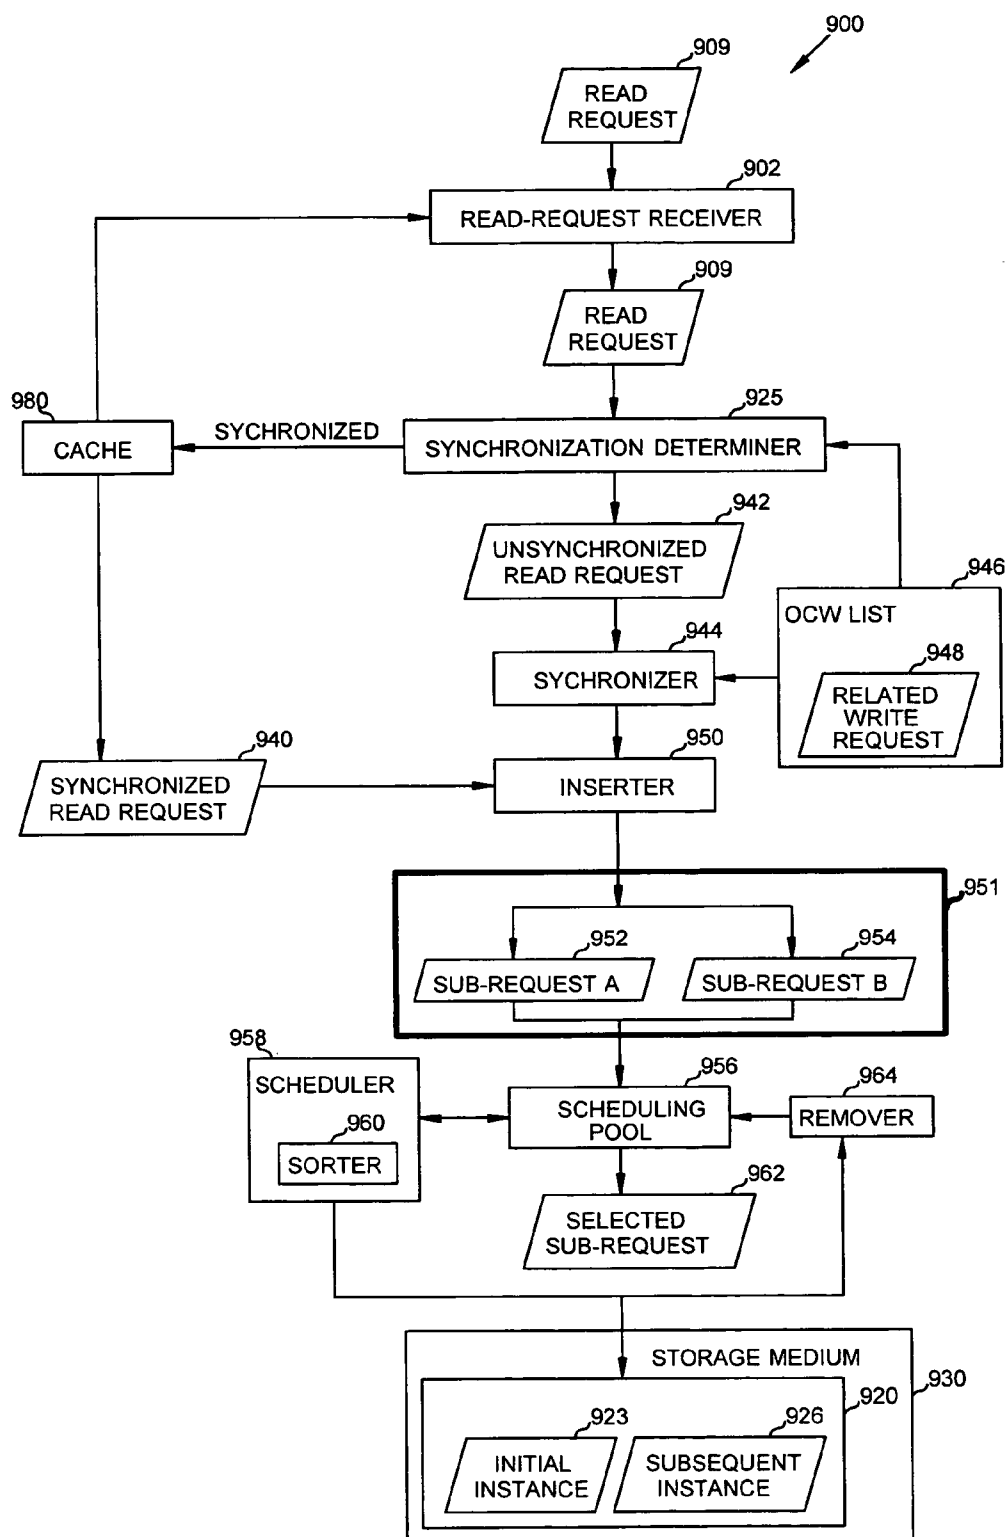 900
909
READ
REQUEST
902
READ-REQUEST RECEIVER
909
READ
REQUEST
980
CACHE
SYCHRONIZED
925
SYNCHRONIZATION DETERMINER
942
UNSYNCHRONIZED
READ REQUEST
946
OCW LIST
944
SYCHRONIZER
948
RELATED
WRITE
REQUEST
940
SYNCHRONIZED
READ REQUEST
950
INSERTER
951
952
SUB-REQUEST A
954
SUB-REQUEST B
958
SCHEDULER
960
SORTER
956
SCHEDULING
POOL
964
REMOVER
962
SELECTED
SUB-REQUEST
STORAGE MEDIUM
930
920
923
INITIAL
INSTANCE
926
SUBSEQUENT
INSTANCE